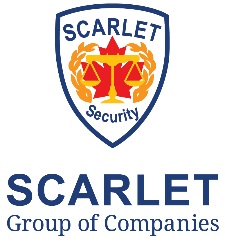 SCARLET
Security
SCARLET
Group of Companies